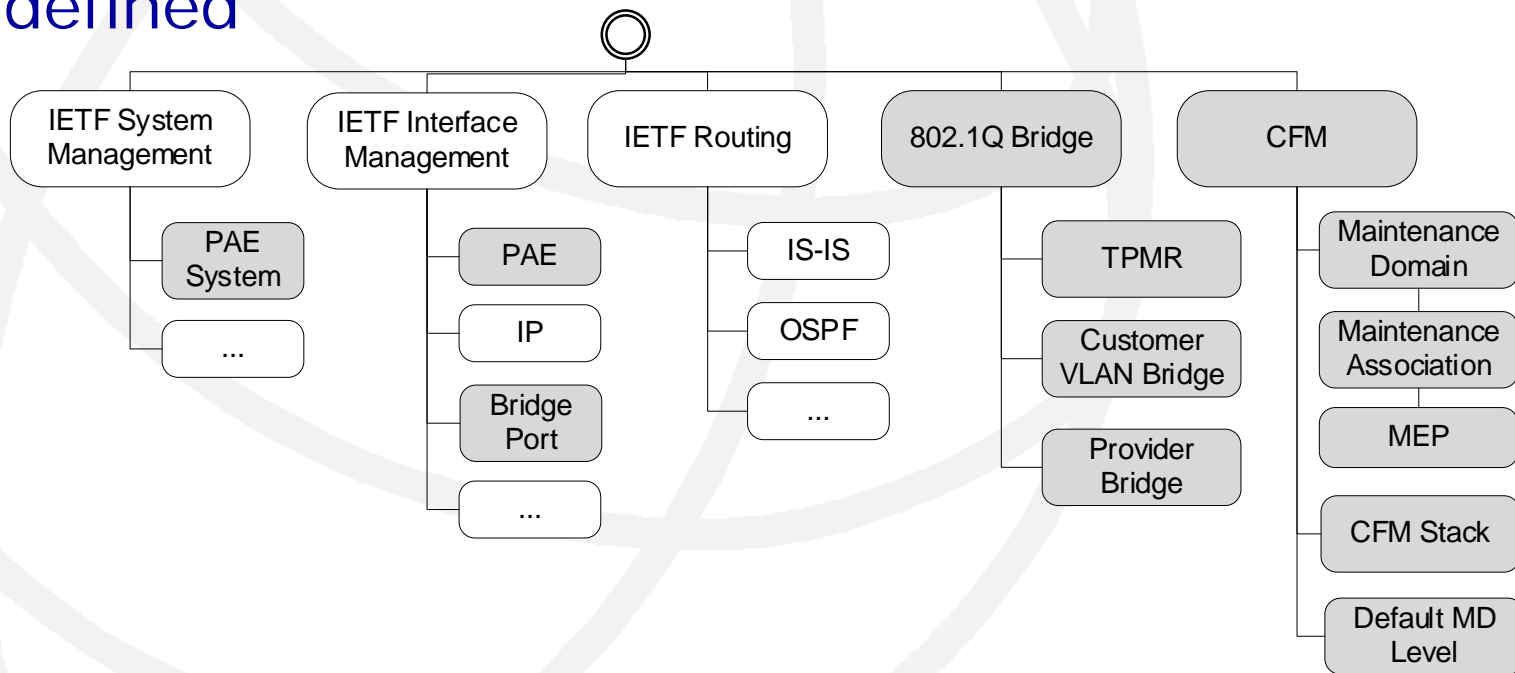 defined
IETF System
Management
IETF Interface
Management
IETF Routing
802.1Q Bridge
CFM
PAE
System
...
PAE
IP
Bridge
Port
...
IS-IS
OSPF
...
TPMR
Customer
VLAN Bridge
Provider
Bridge
Maintenance
Domain
Maintenance
Association
MEP
CFM Stack
Default MD
Level